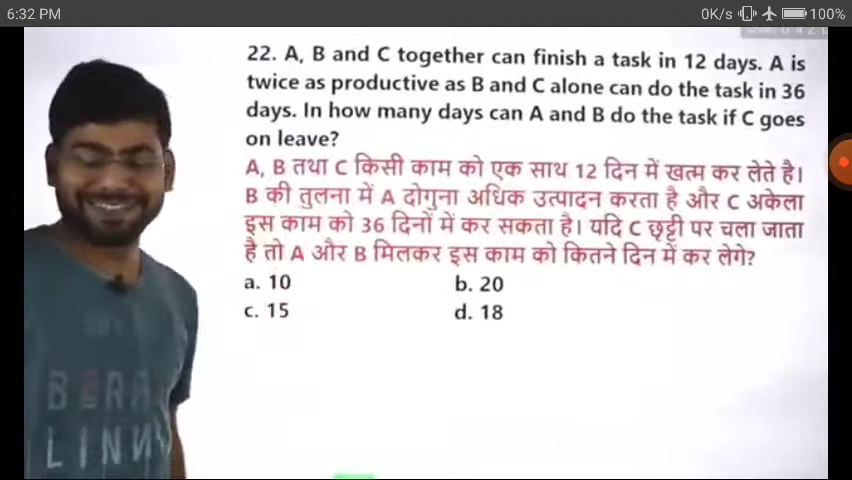 6:32 PM
0K/s
100%
22. A, B and C together can finish a task in 12 days. A is
twice as productive as B and C alone can do the task in 36
days. In how many days can A and B do the task if C goes
on leave?
A, B तथा C किसी काम को एक साथ 12 दिन में खत्म कर लेते है।
B की तुलना में A दोगुना अधिक उत्पादन करता है और C अकेला
इस काम को 36 दिनों में कर सकता है। यदि C छुट्टी पर चला जाता
है तो A और B मिलकर इस काम को कितने दिन में कर लेगे?
a. 10
b. 20
c. 15
d. 18
LINN